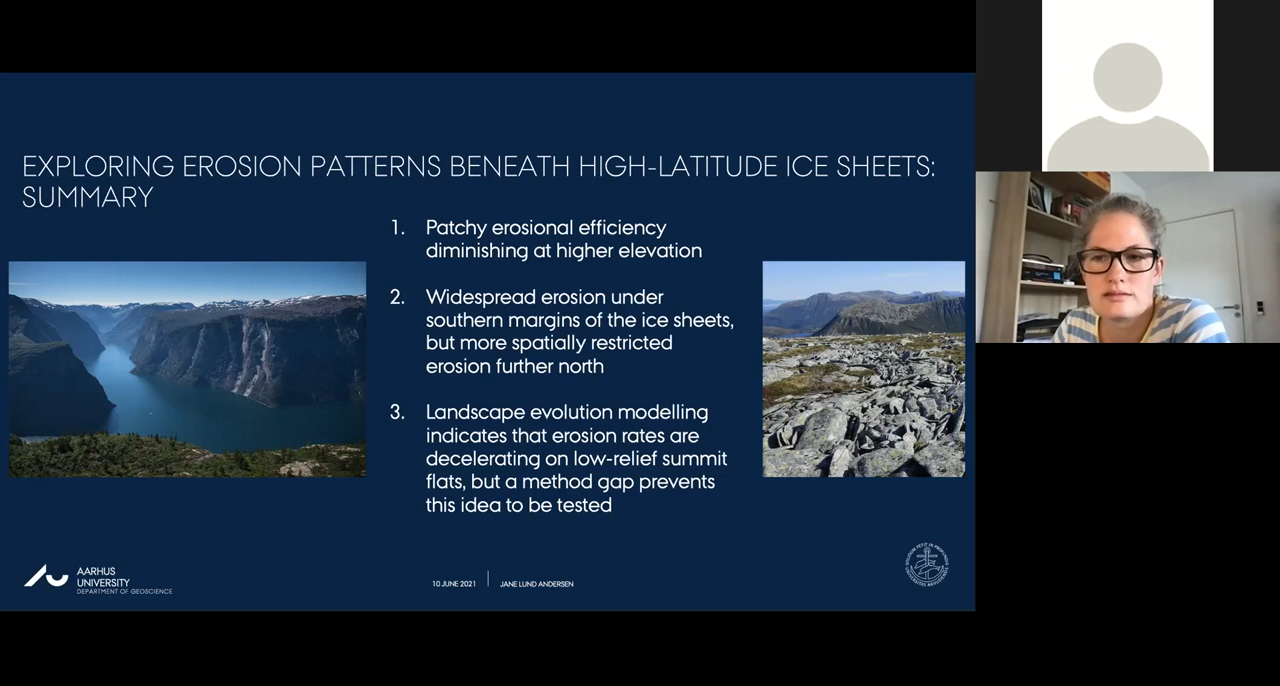 EXPLORING EROSION PATTERNS BENEATH HIGH-LATITUDE ICE SHEETS:
SUMMARY
1. Patchy erosional efficiency
diminishing at higher elevation
2. Widespread erosion under
southern margins of the ice sheets,
but more spatially restricted
erosion further north
3. Landscape evolution modelling
indicates that erosion rates are
decelerating on low-relief summit
flats, but a method gap prevents
this idea to be tested
AARHUS
UNIVERSITY
DEPARTMENT OF GEOSCIENCE
10 JUNE 2021
JANE LUND ANDERSEN